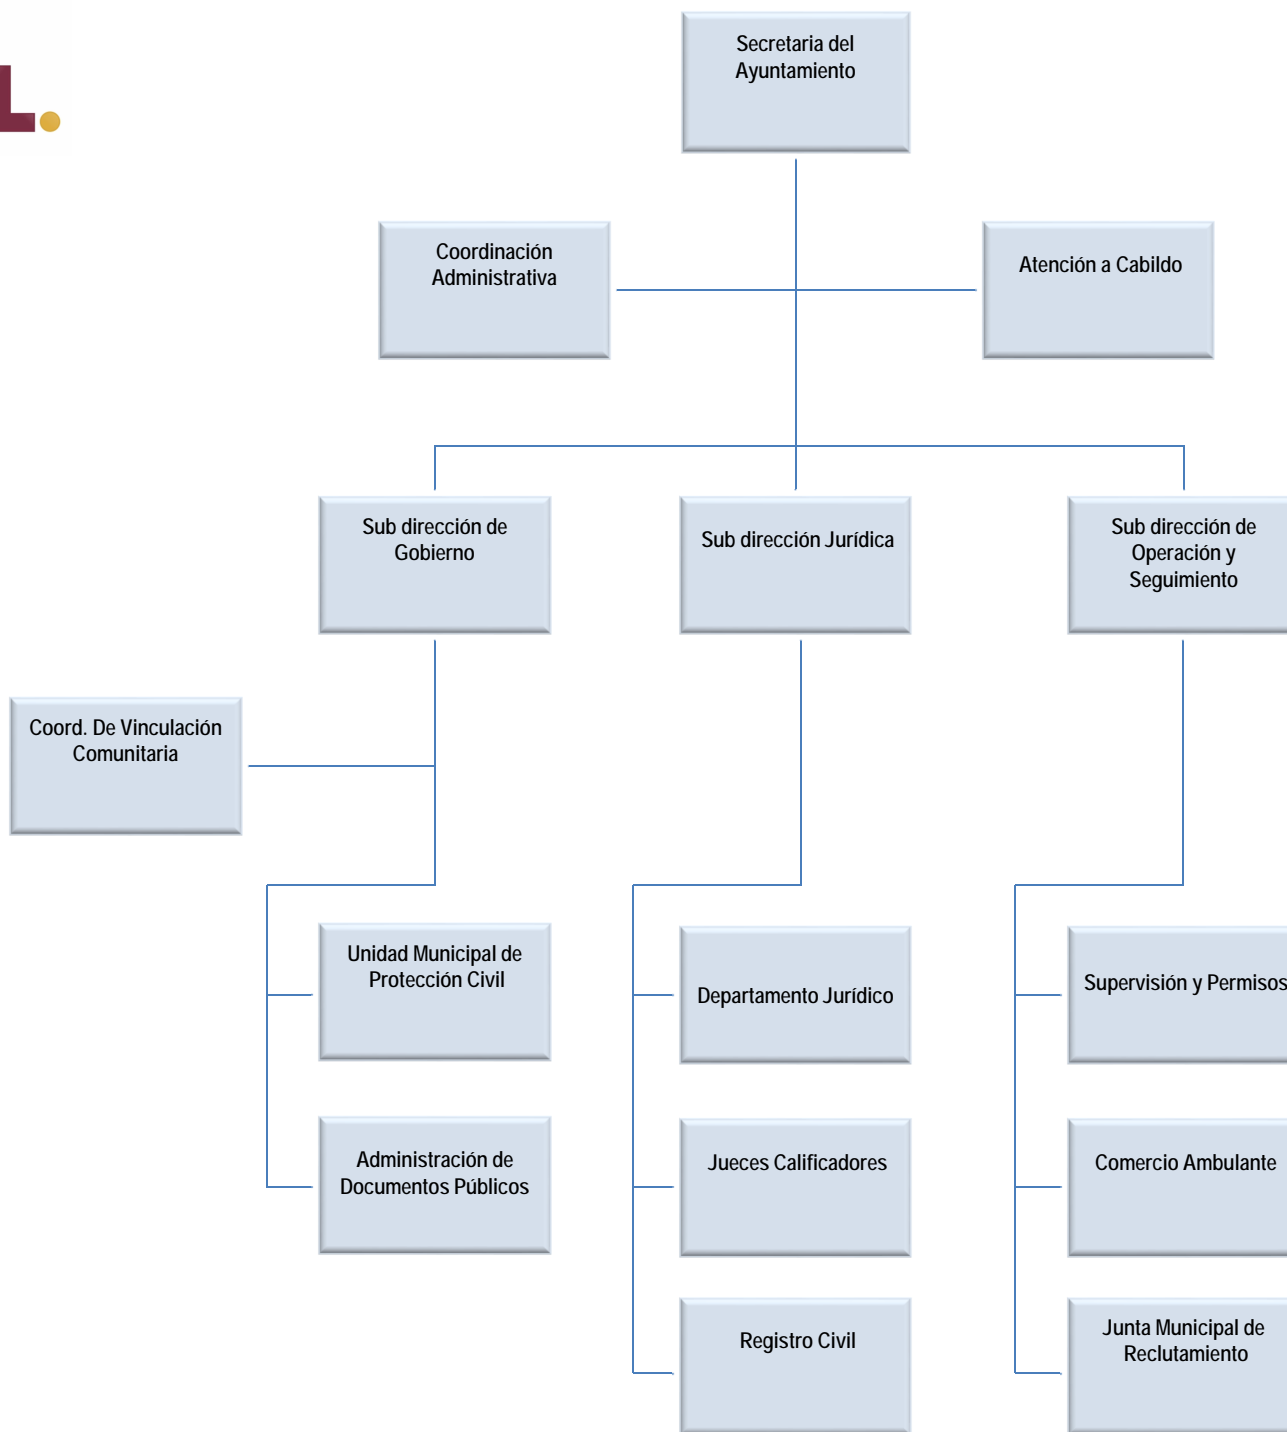 L.
Secretaria del
Ayuntamiento
Coordinación
Administrativa
Atención a Cabildo
Sub dirección de
Gobierno
Sub dirección Jurídica
Sub dirección de
Operación y
Seguimiento
Coord. De Vinculación
Comunitaria
Unidad Municipal de
Protección Civil
Departamento Jurídico
Supervisión y Permisos
Administración de
Documentos Públicos
Jueces Calificadores
Comercio Ambulante
Registro Civil
Junta Municipal de
Reclutamiento